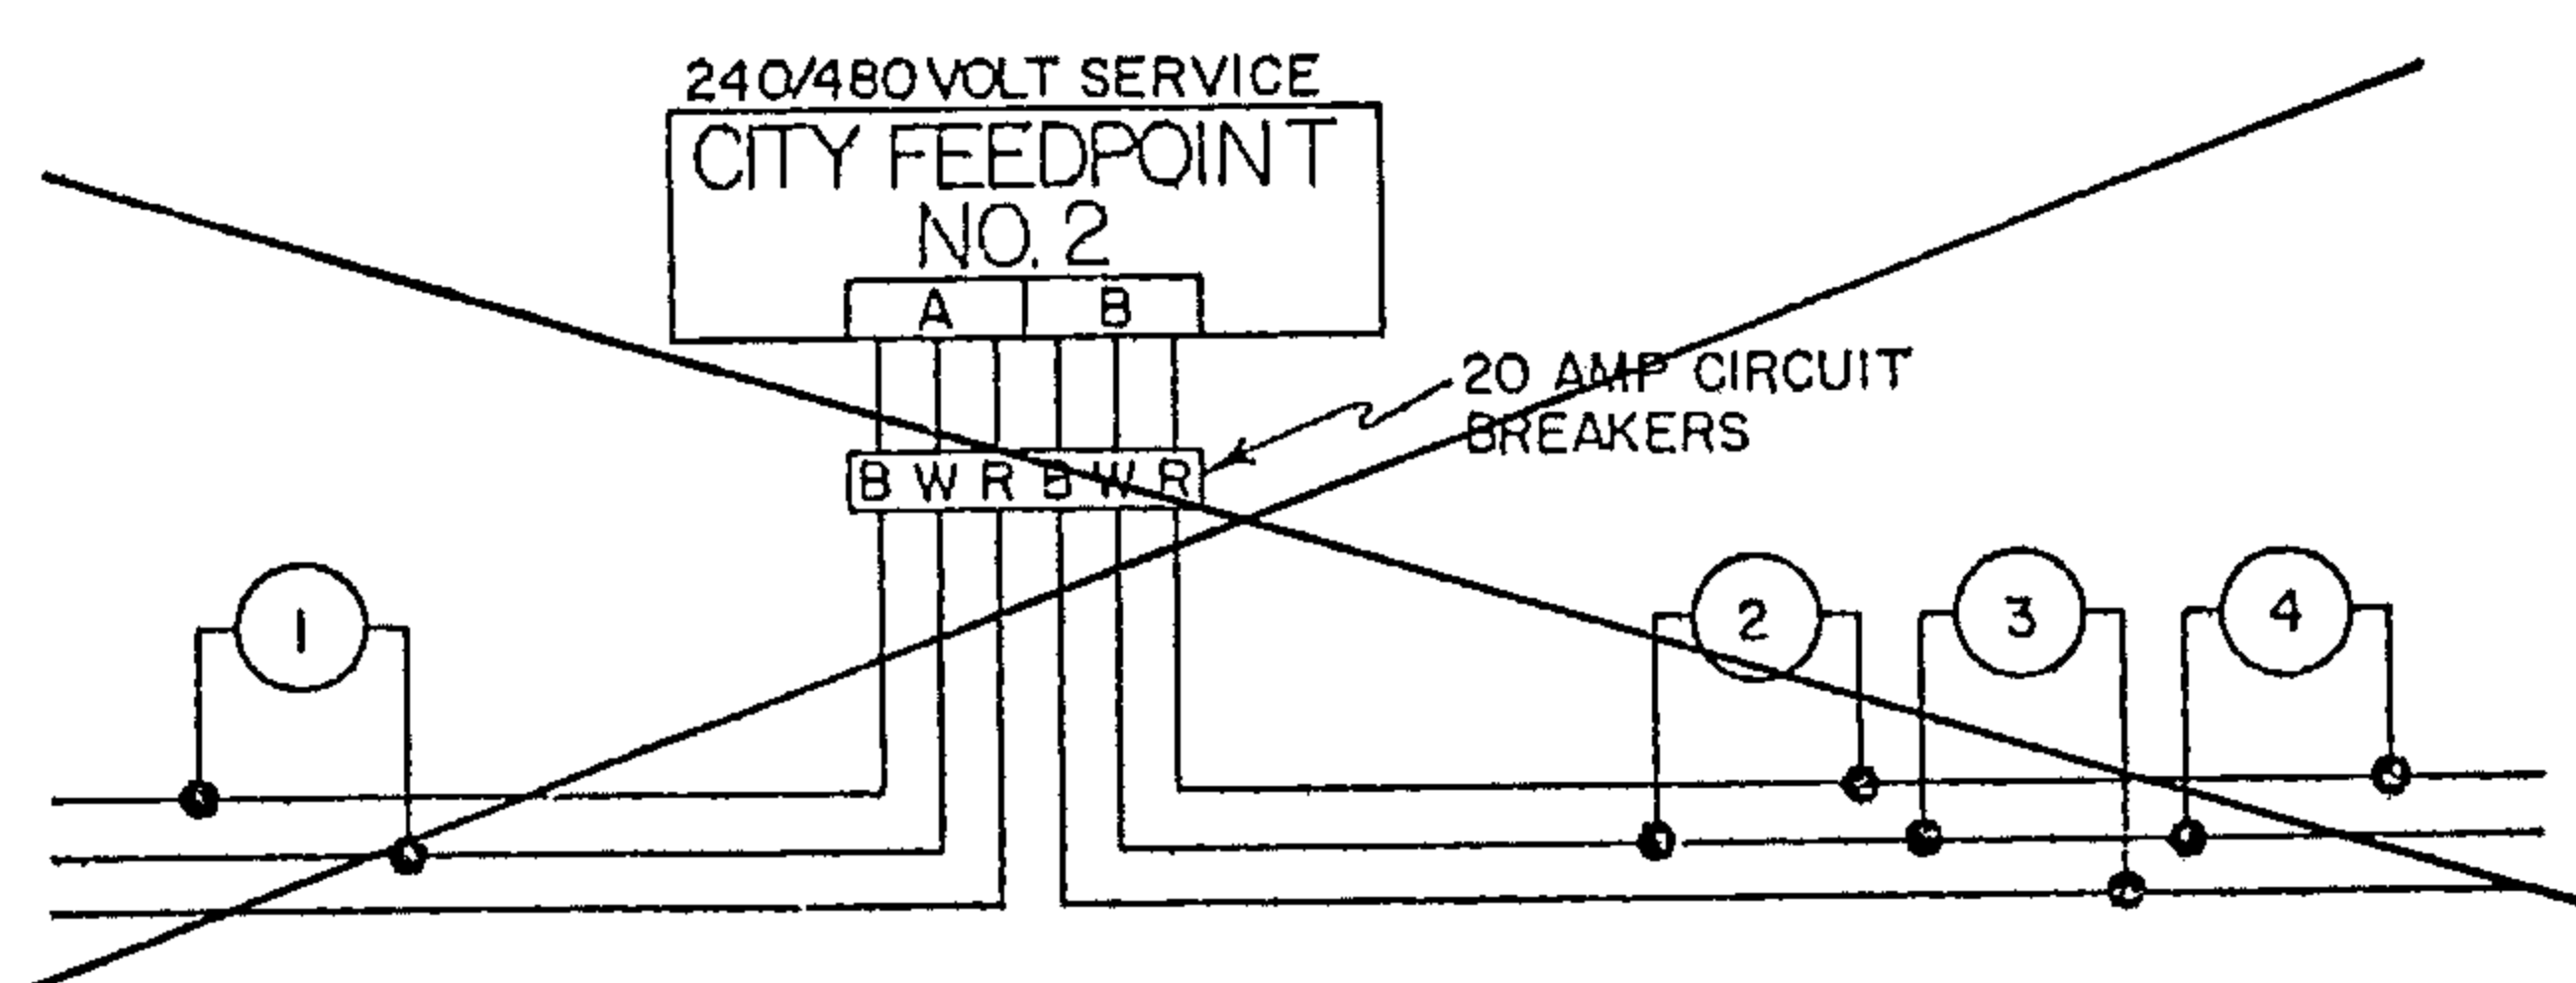 240/480 VOLT SERVICE
CITY FEEDPOINT
NO. 2
A B
20 AMP CIRCUIT
BREAKERS
B W R B W R
1 2 3 4